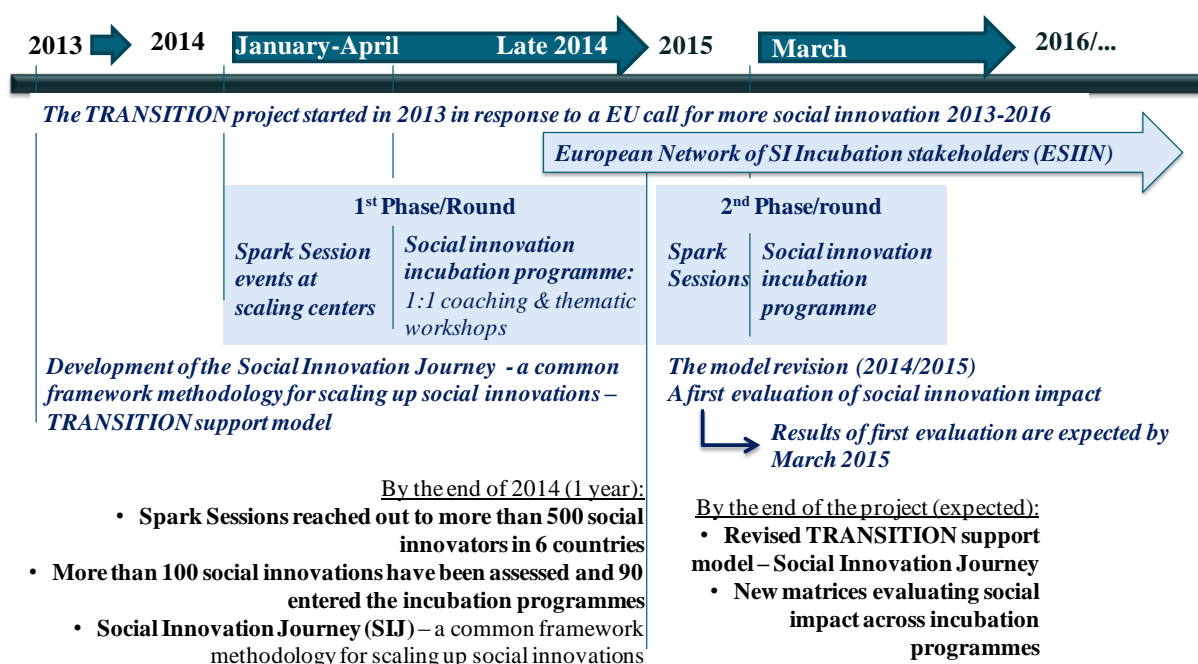 2013
2014
January-April
Late 2014
2015
March
2016/...
The TRANSITION project started in 2013 in response to a EU call for more social innovation 2013-2016
European Network of SI Incubation stakeholders (ESIIN)
1st Phase/Round
Spark Session
events at
scaling centers
Social innovation
incubation programme:
1:1 coaching & thematic
workshops
2nd Phase/round
Spark
Sessions
Social innovation
incubation
programme
Development of the Social Innovation Journey - a common
framework methodology for scaling up social innovations –
TRANSITION support model
The model revision (2014/2015)
A first evaluation of social innovation impact
Results of first evaluation are expected by
March 2015
By the end of 2014 (1 year):
• Spark Sessions reached out to more than 500 social
innovators in 6 countries
• More than 100 social innovations have been assessed and 90
entered the incubation programmes
• Social Innovation Journey (SIJ) – a common framework
methodology for scaling up social innovations
By the end of the project (expected):
• Revised TRANSITION support
model – Social Innovation Journey
• New matrices evaluating social
impact across incubation
programmes